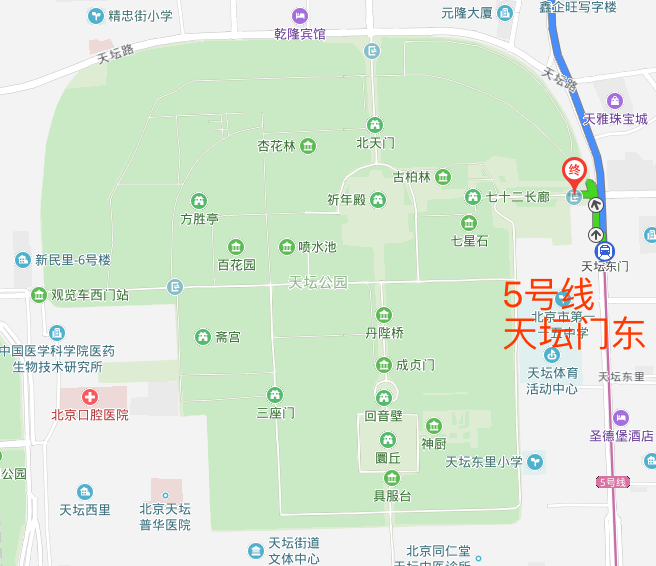 精忠街小学
乾隆宾馆
元隆大厦
鑫企旺写字楼
天坛路
天坛路
天雅珠宝城
杏花林
北天门
古柏林
终
祈年殿
七十二长廊
方胜亭
七星石
百花园
喷水池
新民里-6号楼
天坛东门
天坛公园
观览车西门站
5号线
天坛门东
北京市第一
一五中学
丹陛桥
斋宫
中国医学科学院医药
生物技术研究所
成贞门
天坛体育
活动中心
天坛东里
北京口腔医院
三座门
回音壁
圣德堡酒店
神厨
圜丘
天坛东里小学
公园
具服台
5号线
天坛西里
北京天坛
普华医院
天坛街道
文体中心
北京同仁堂